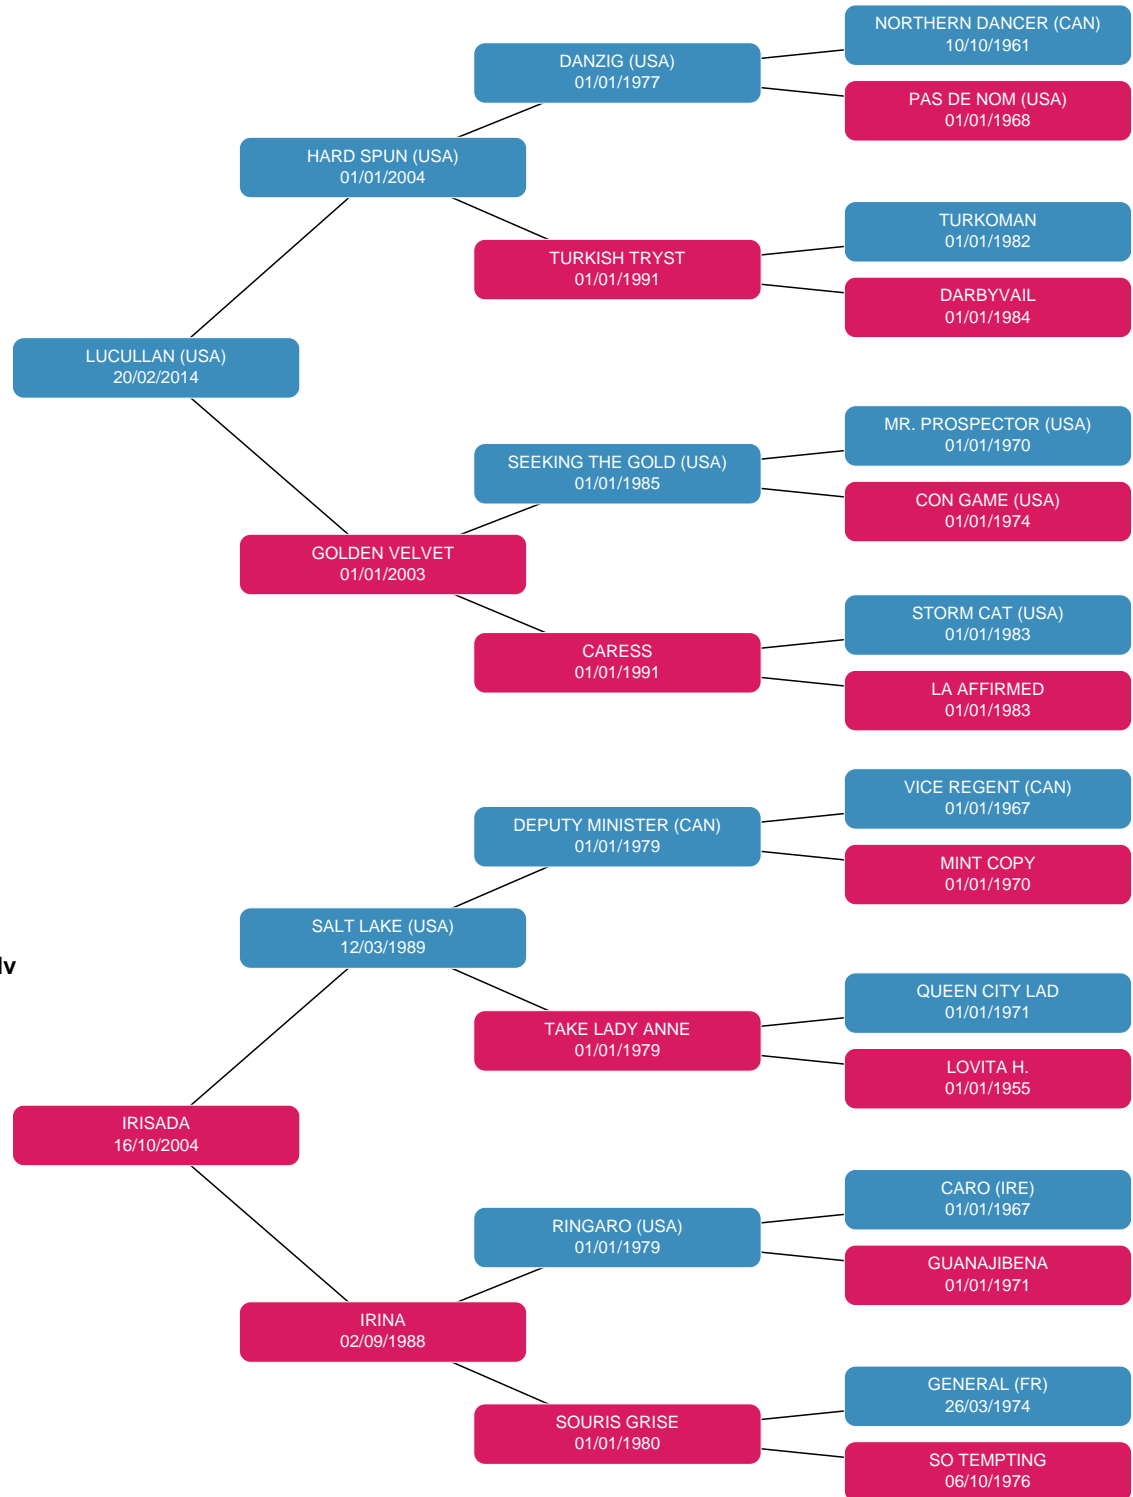 NORTHERN DANCER (CAN)
10/10/1961
DANZIG (USA)
01/01/1977
PAS DE NOM (USA)
01/01/1968
HARD SPUN (USA)
01/01/2004
TURKOMAN
01/01/1982
TURKISH TRYST
01/01/1991
DARBYVAIL
01/01/1984
LUCULLAN (USA)
20/02/2014
MR. PROSPECTOR (USA)
01/01/1970
SEEKING THE GOLD (USA)
01/01/1985
CON GAME (USA)
01/01/1974
GOLDEN VELVET
01/01/2003
STORM CAT (USA)
01/01/1983
CARESS
01/01/1991
LA AFFIRMED
01/01/1983
VICE REGENT (CAN)
01/01/1967
DEPUTY MINISTER (CAN)
01/01/1979
MINT COPY
01/01/1970
SALT LAKE (USA)
12/03/1989
QUEEN CITY LAD
01/01/1971
TAKE LADY ANNE
01/01/1979
LOVITA H.
01/01/1955
IRISADA
16/10/2004
CARO (IRE)
01/01/1967
RINGARO (USA)
01/01/1979
GUANAJIBENA
01/01/1971
IRINA
02/09/1988
GENERAL (FR)
26/03/1974
SOURIS GRISE
01/01/1980
SO TEMPTING
06/10/1976